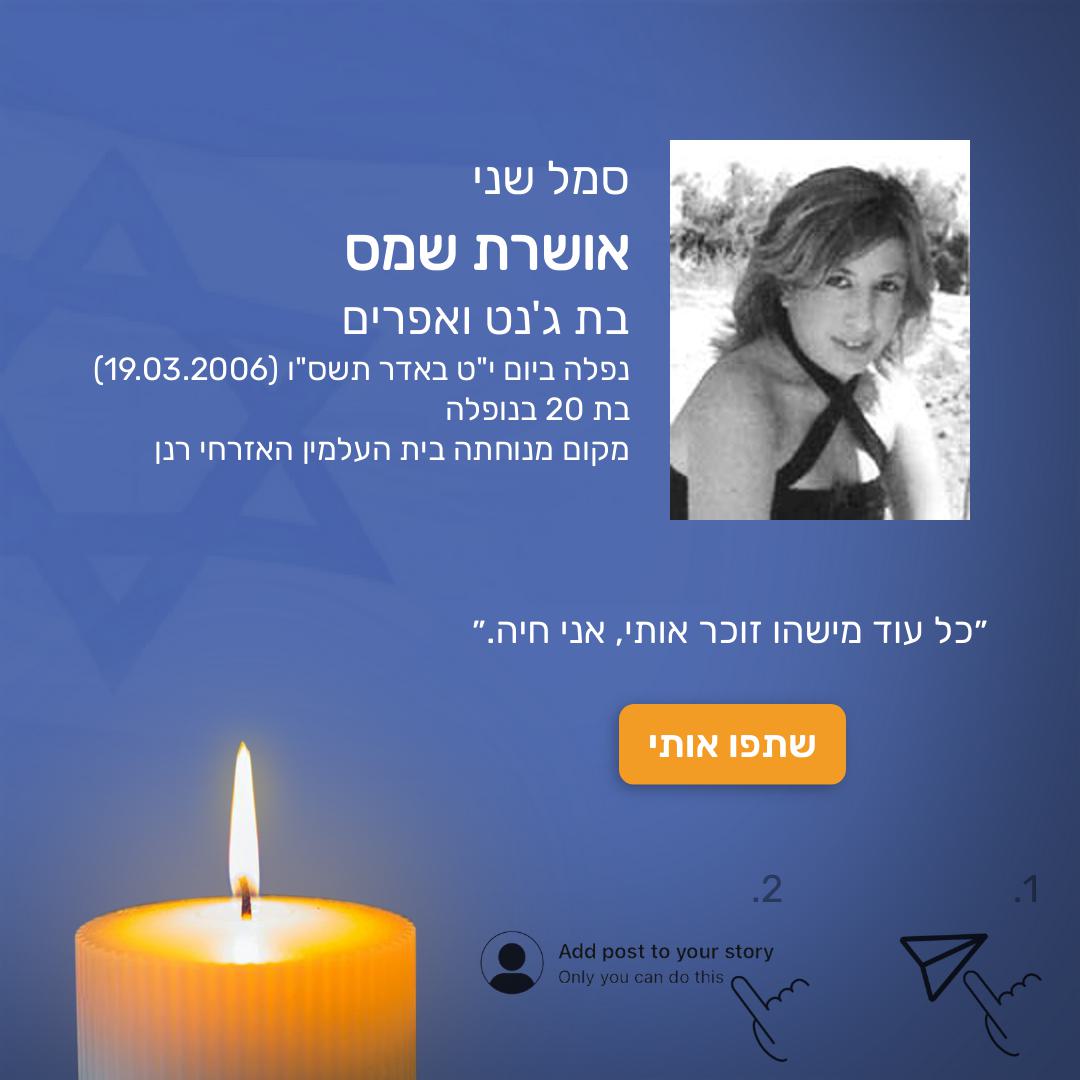 סמל שני
אושרת שמס
בת ג'נט ואפרים
נפלה ביום י"ט באדר תשס"ו (19.03.2006)
בת 20 בנופלה
מקום מנוחתה בית העלמין האזרחי רנן
״כל עוד מישהו זוכר אותי, אני חיה.״
שתפו אותי
1.
2.
Add post to your story
Only you can do this